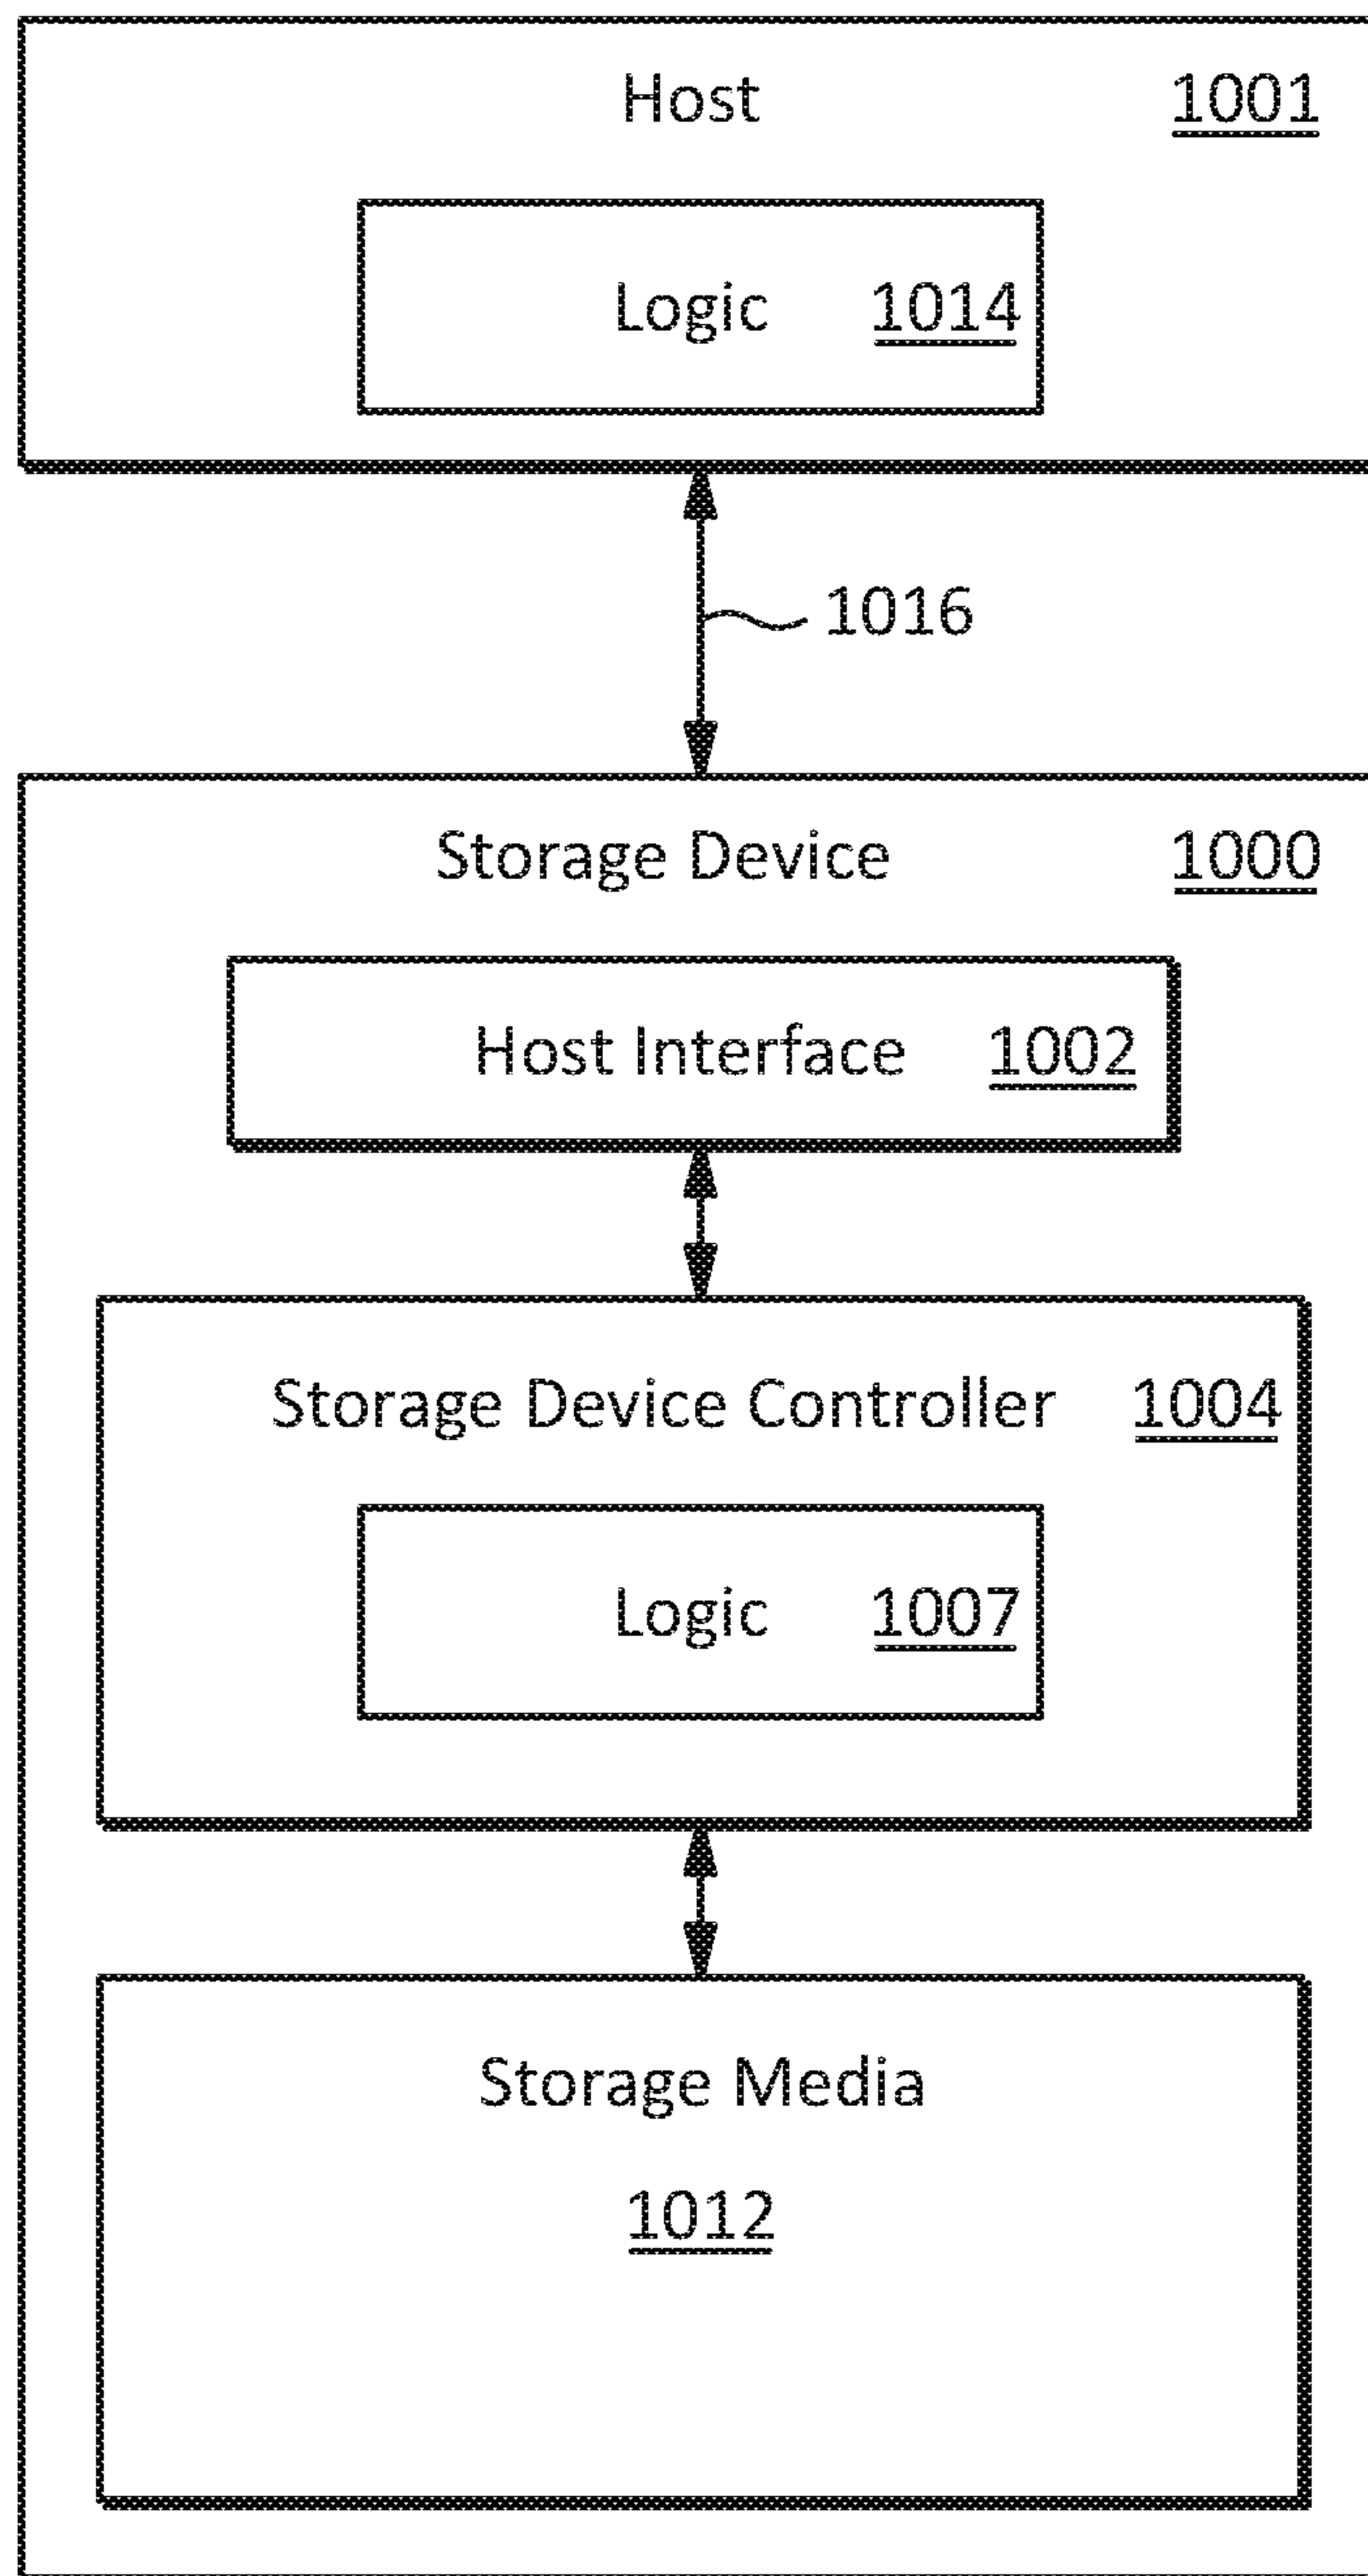 Host 1001
Logic 1014
1016
Storage Device 1000
Host Interface 1002
Storage Device Controller 1004
Logic 1007
Storage Media
1012